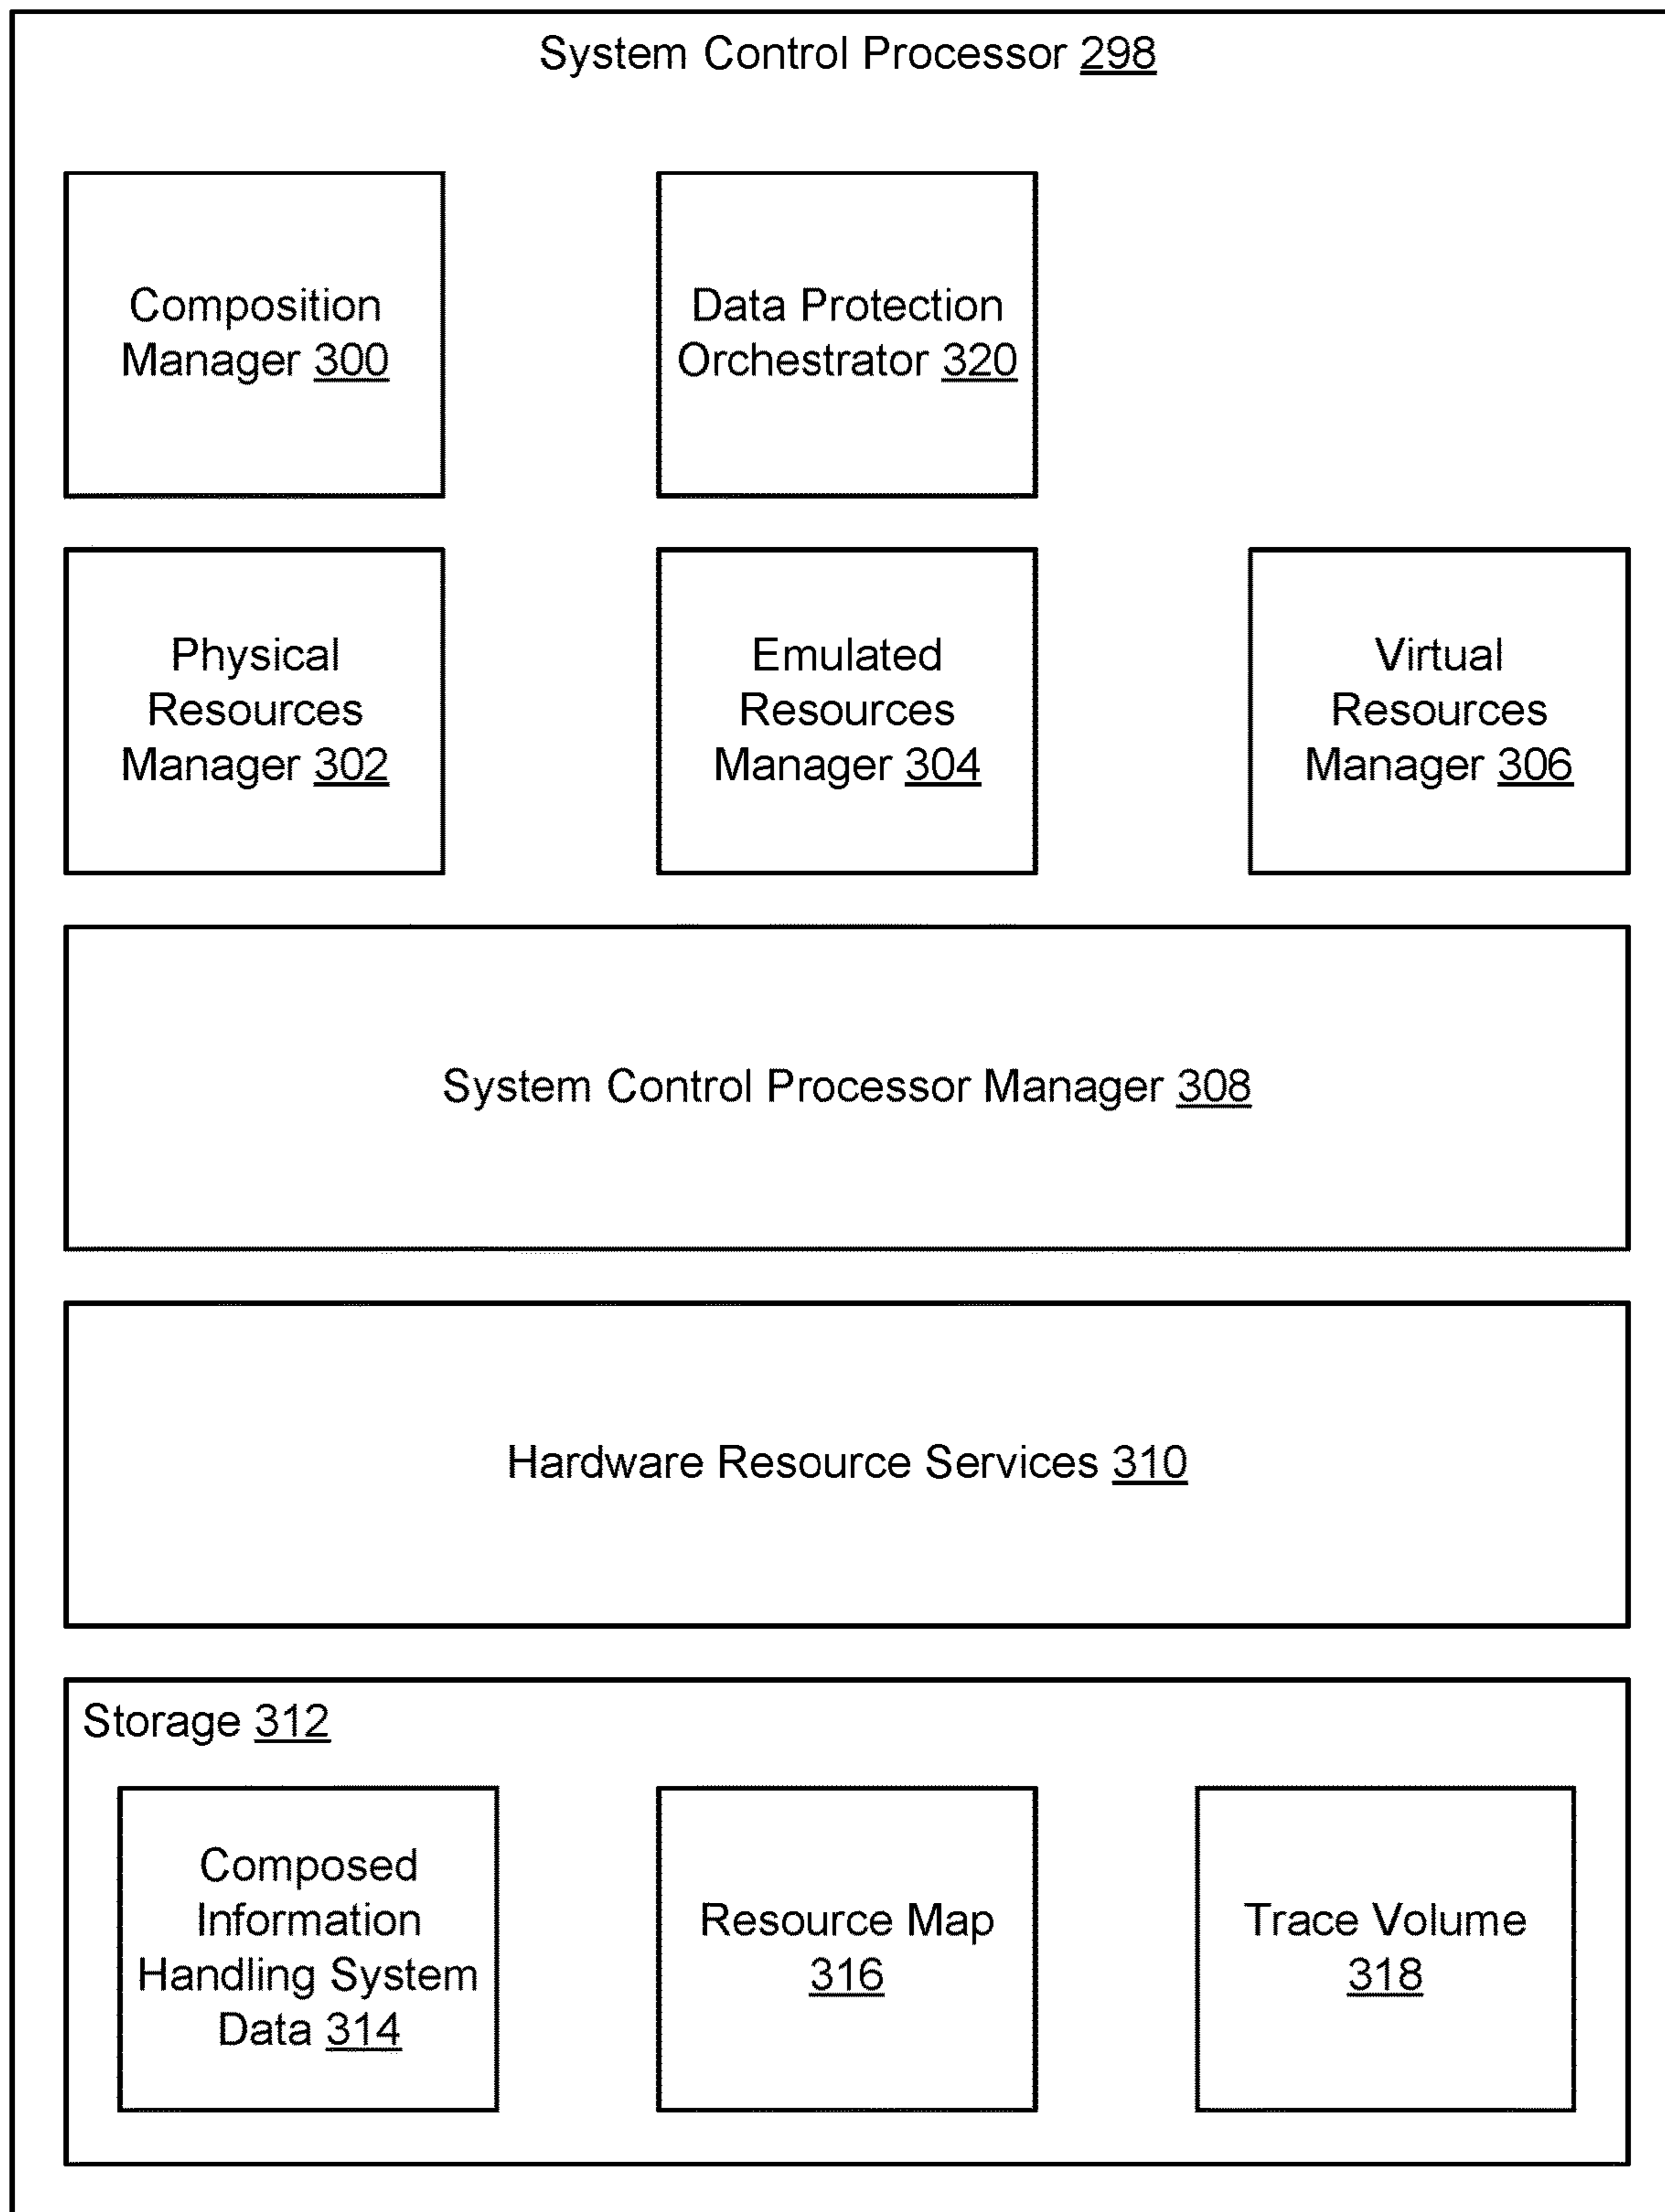 System Control Processor 298
Composition
Manager 300
Data Protection
Orchestrator 320
Physical
Resources
Manager 302
Emulated
Resources
Manager 304
Virtual
Resources
Manager 306
System Control Processor Manager 308
Hardware Resource Services 310
Storage 312
Composed
Information
Handling System
Data 314
Resource Map
316
Trace Volume
318